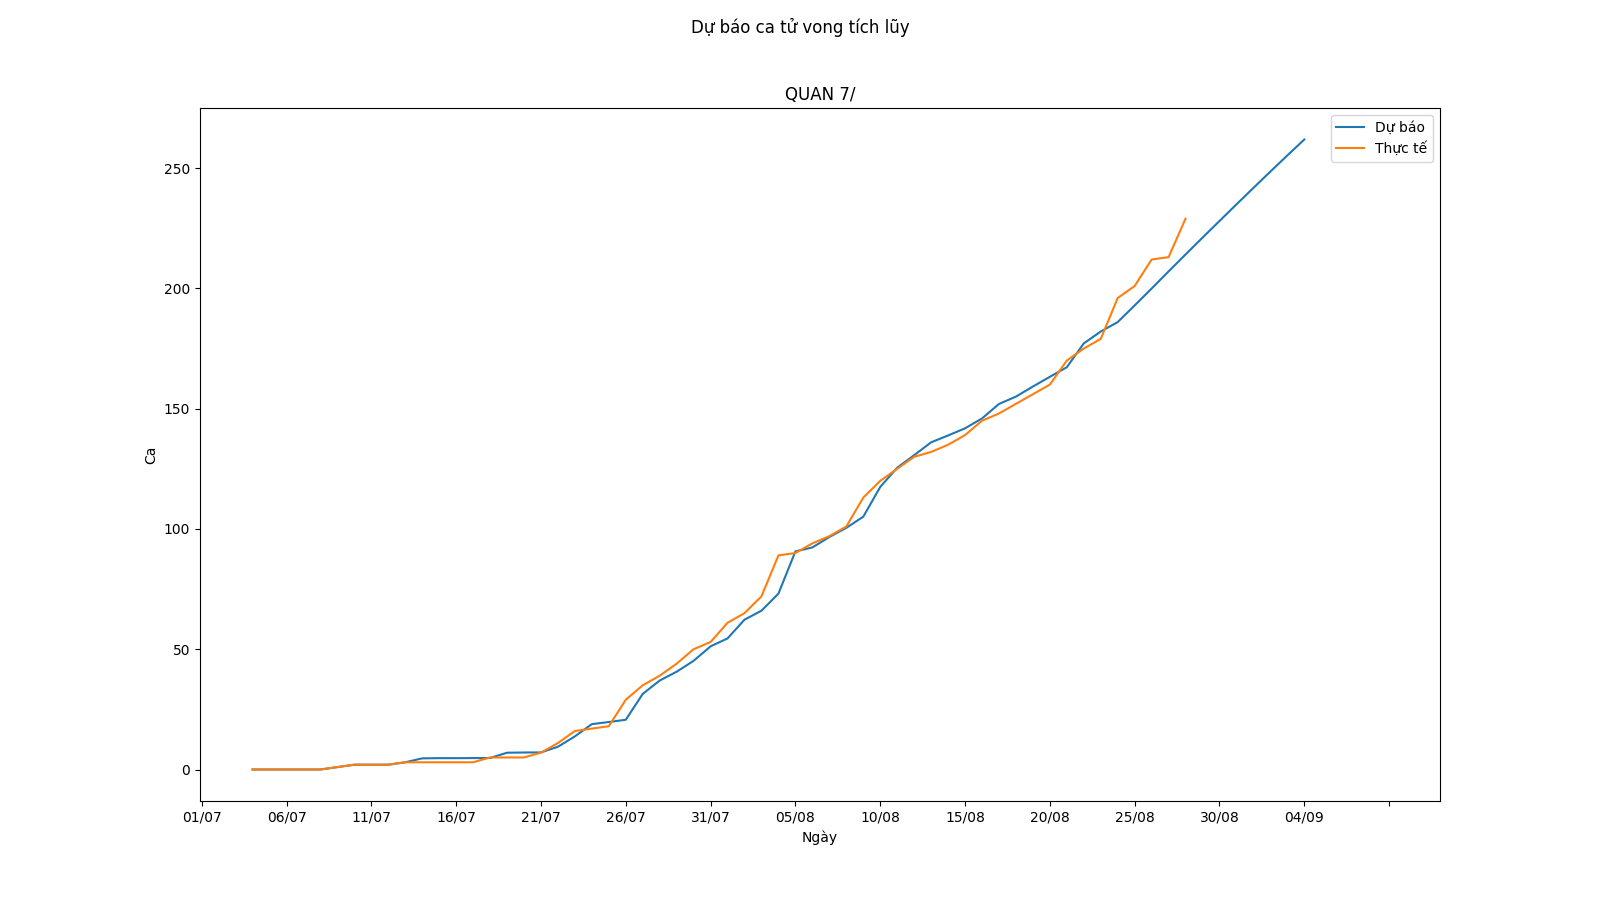 Dự báo ca tử vong tích lũy
QUAN 7/
Dự báo
Thực tế
250
200
150
100
50
0
Ca
01/07 06/07 11/07 16/07 21/07 26/07 31/07 05/08 10/08 15/08 20/08 25/08 30/08 04/09
Ngày